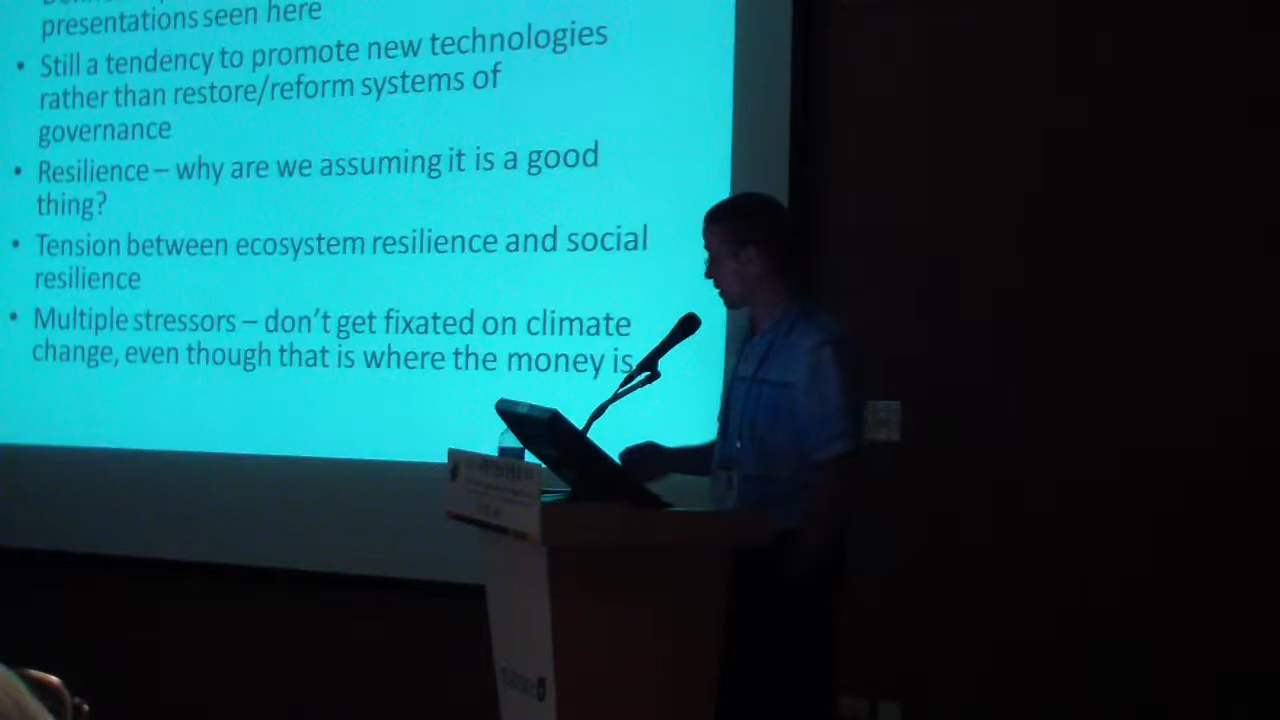 presentations seen here
• Still a tendency to promote new technologies
rather than restore/reform systems of
governance
• Resilience – why are we assuming it is a good
thing?
• Tension between ecosystem resilience and social
resilience
• Multiple stressors – don't get fixated on climate
change, even though that is where the money is